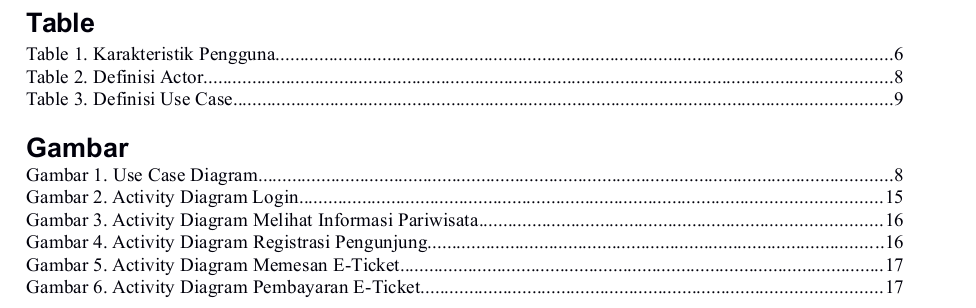 Table
Table 1. Karakteristik Pengguna....................................................................................................................................6
Table 2. Definisi Actor...................................................................................................................................................8
Table 3. Definisi Use Case.............................................................................................................................................9
Gambar
Gambar 1. Use Case Diagram........................................................................................................................................8
Gambar 2. Activity Diagram Login..............................................................................................................................15
Gambar 3. Activity Diagram Melihat Informasi Pariwisata.......................................................................................16
Gambar 4. Activity Diagram Registrasi Pengunjung..................................................................................................16
Gambar 5. Activity Diagram Memesan E-Ticket........................................................................................................17
Gambar 6. Activity Diagram Pembayaran E-Ticket....................................................................................................17